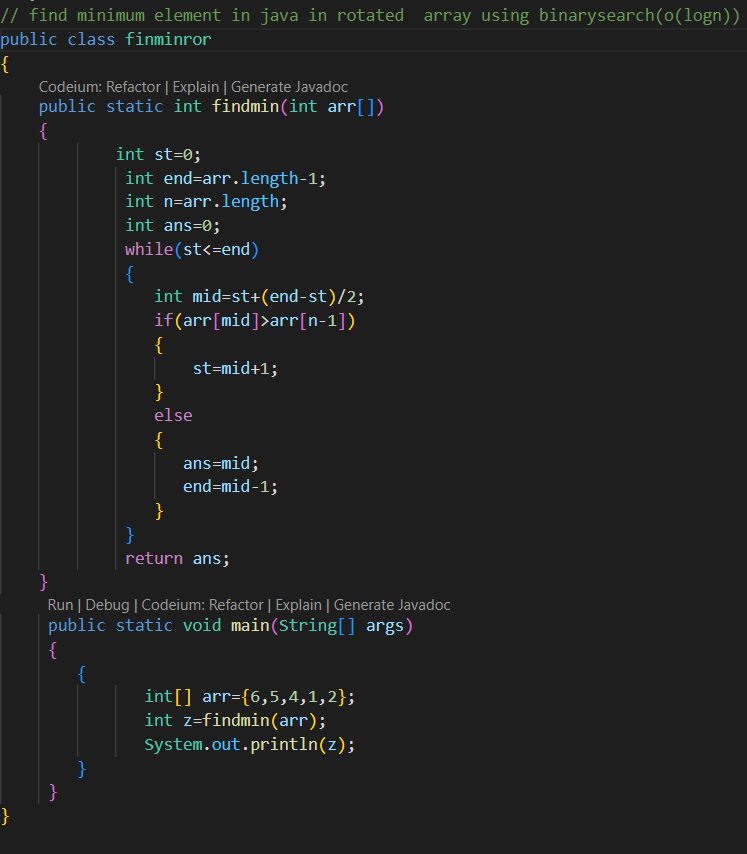 // find minimum element in java in rotated  array using binarysearch(o(logn))
public class finminror
{
Codeium: Refactor | Explain | Generate Javadoc
public static int findmin(int arr[])
{
int st=0;
int end=arr.length-1;
int n=arr.length;
int ans=0;
while(st<=end)
{
int mid=st+(end-st)/2;
if(arr[mid]>arr[n-1])
{
st=mid+1;
}
else
{
ans=mid;
end=mid-1;
}
}
return ans;
}
Run | Debug | Codeium: Refactor | Explain | Generate Javadoc
public static void main(String[] args)
{
{
int[] arr={6,5,4,1,2};
int z=findmin(arr);
System.out.println(z);
}
}
}